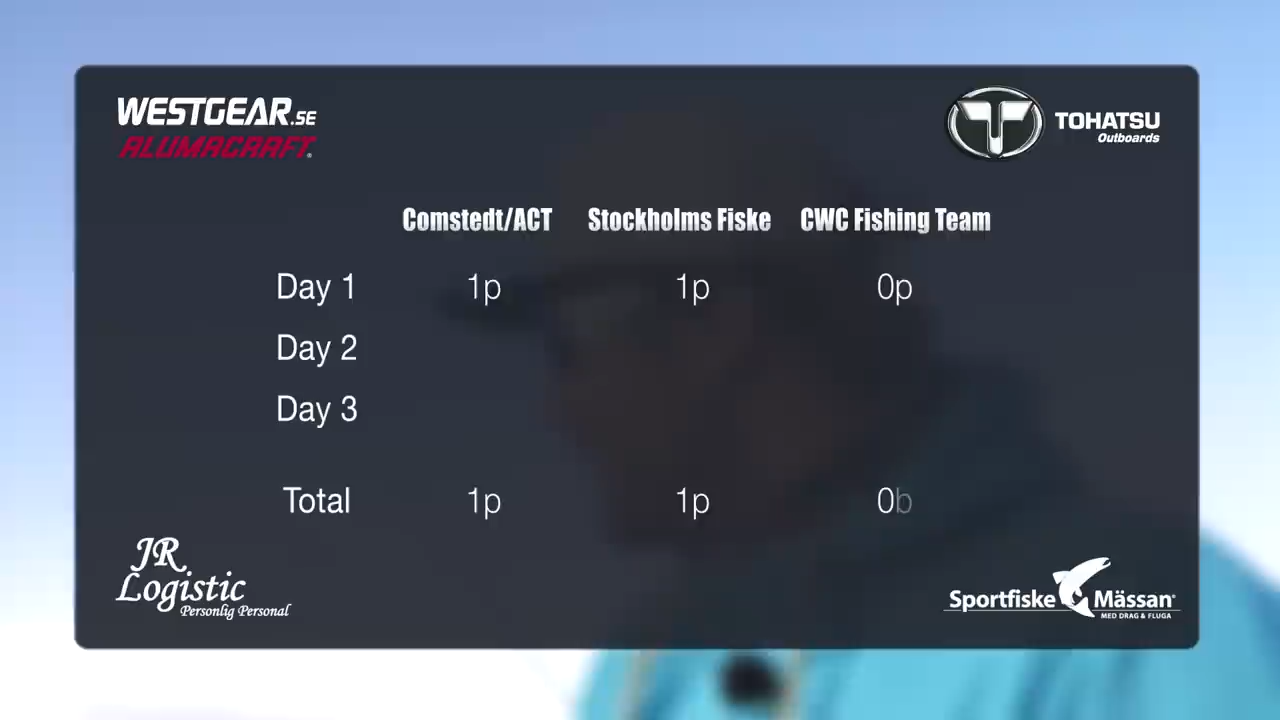 WESTGEAR.SE
ALUMACRAFT®
TOHATSU
Outboards
Comstedt/ACT Stockholms Fiske CWC Fishing Team
Day 1 1p 1p 0p
Day 2
Day 3
Total 1p 1p 0b
JR
Logistic
Personlig Personal
Sportfiske Mässan®
MED DRAG & FLUGA